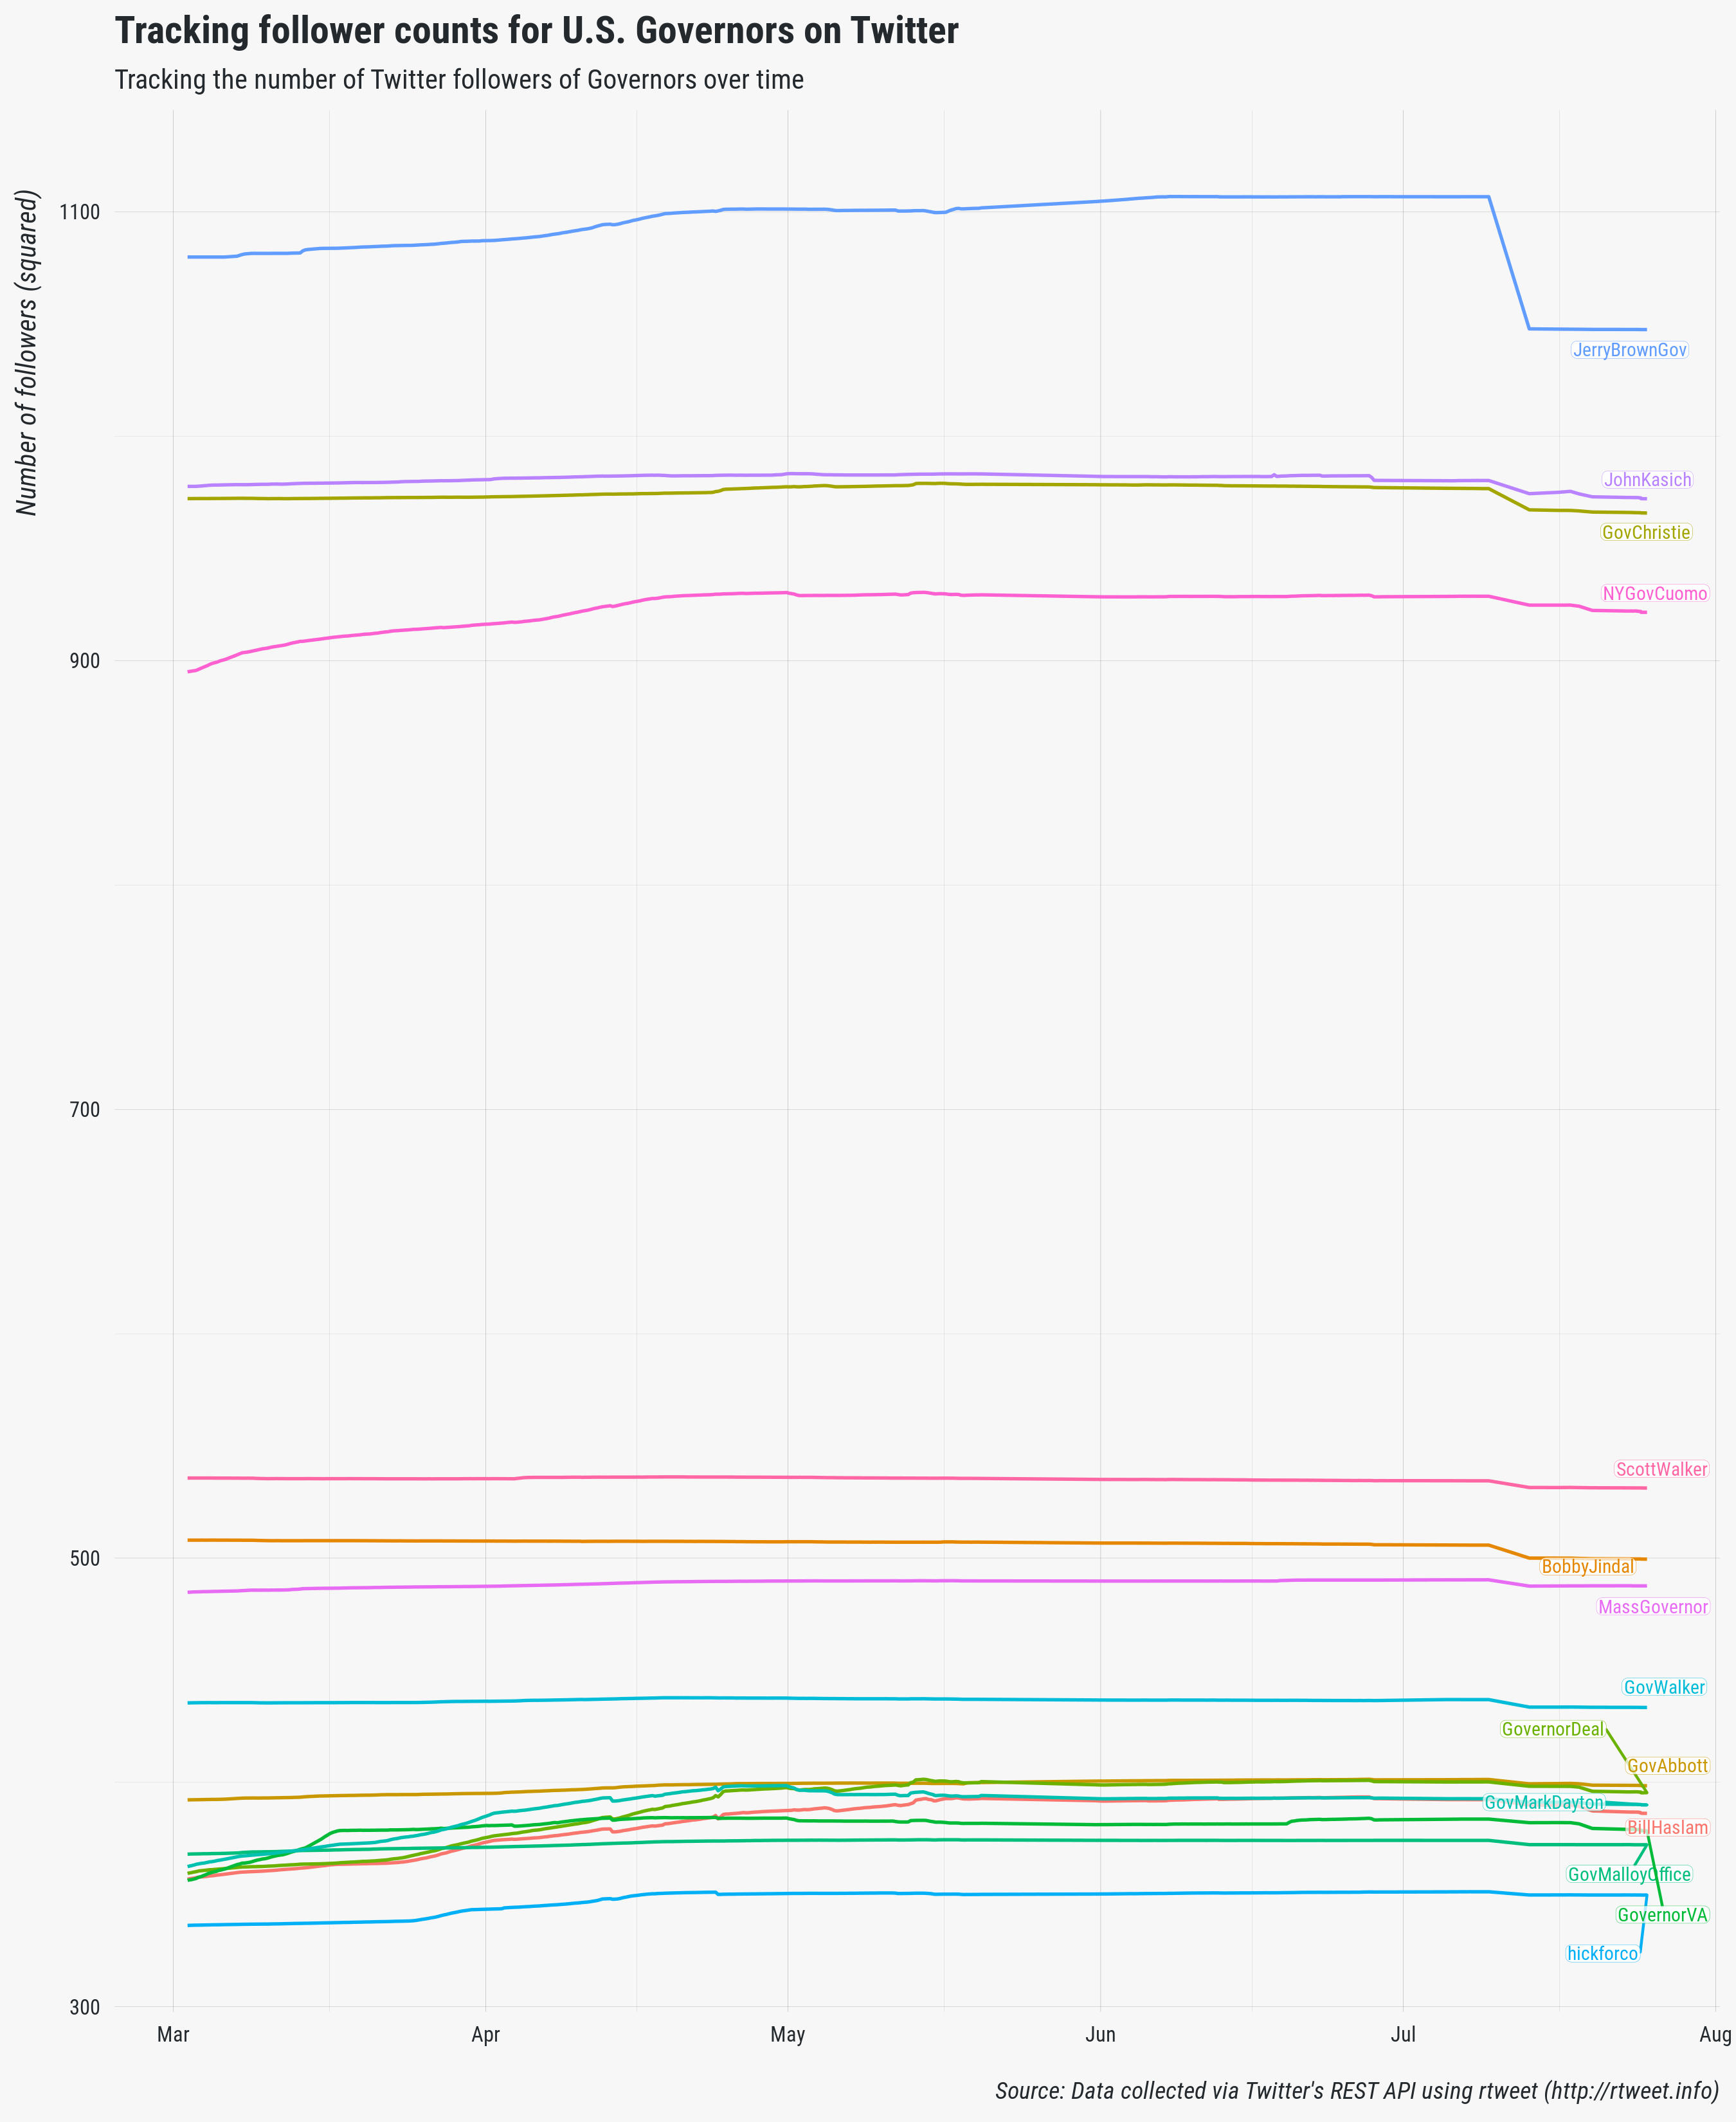 Tracking follower counts for U.S. Governors on Twitter
Tracking the number of Twitter followers of Governors over time
Number of followers (squared)
1100
900
700
500
300
JerryBrownGov
JohnKasich
GovChristie
NYGovCuomo
ScottWalker
BobbyJindal
MassGovernor
GovWalker
GovernorDeal
GovAbbott
GovMarkDayton
BillHaslam
GovMalloyOffice
GovernorVA
hickforco
Mar Apr May Jun Jul Aug
Source: Data collected via Twitter's REST API using rtweet (http://rtweet.info)